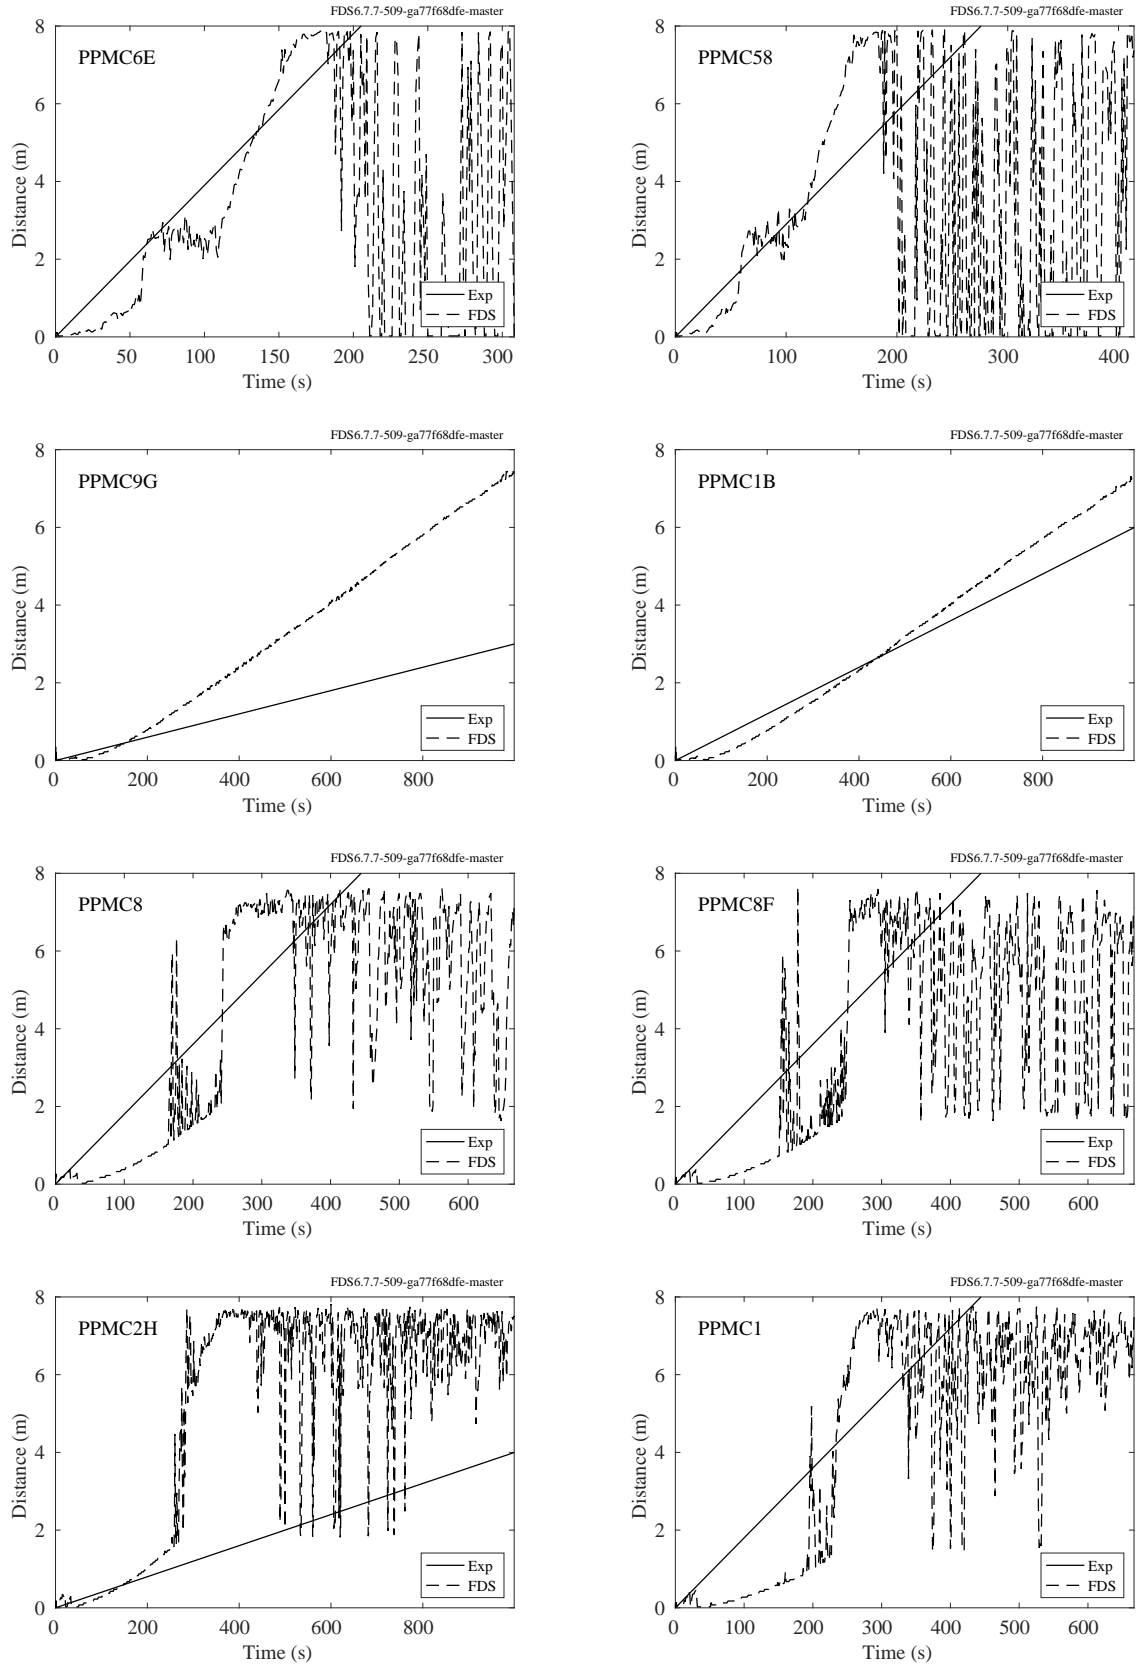 FDS6.7.7-509-ga77f68dfe-master
PPMC6E
Distance (m)
8
6
4
2
0
0 50 100 150 200 250 300
Time (s)
Exp
FDS
FDS6.7.7-509-ga77f68dfe-master
PPMC58
Distance (m)
8
6
4
2
0
0 100 200 300 400
Time (s)
Exp
FDS
FDS6.7.7-509-ga77f68dfe-master
PPMC9G
Distance (m)
8
6
4
2
0
0 200 400 600 800
Time (s)
Exp
FDS
FDS6.7.7-509-ga77f68dfe-master
PPMC1B
Distance (m)
8
6
4
2
0
0 200 400 600 800
Time (s)
Exp
FDS
FDS6.7.7-509-ga77f68dfe-master
PPMC8
Distance (m)
8
6
4
2
0
0 100 200 300 400 500 600
Time (s)
Exp
FDS
FDS6.7.7-509-ga77f68dfe-master
PPMC8F
Distance (m)
8
6
4
2
0
0 100 200 300 400 500 600
Time (s)
Exp
FDS
FDS6.7.7-509-ga77f68dfe-master
PPMC2H
Distance (m)
8
6
4
2
0
0 200 400 600 800
Time (s)
Exp
FDS
FDS6.7.7-509-ga77f68dfe-master
PPMC1
Distance (m)
8
6
4
2
0
0 100 200 300 400 500 600
Time (s)
Exp
FDS